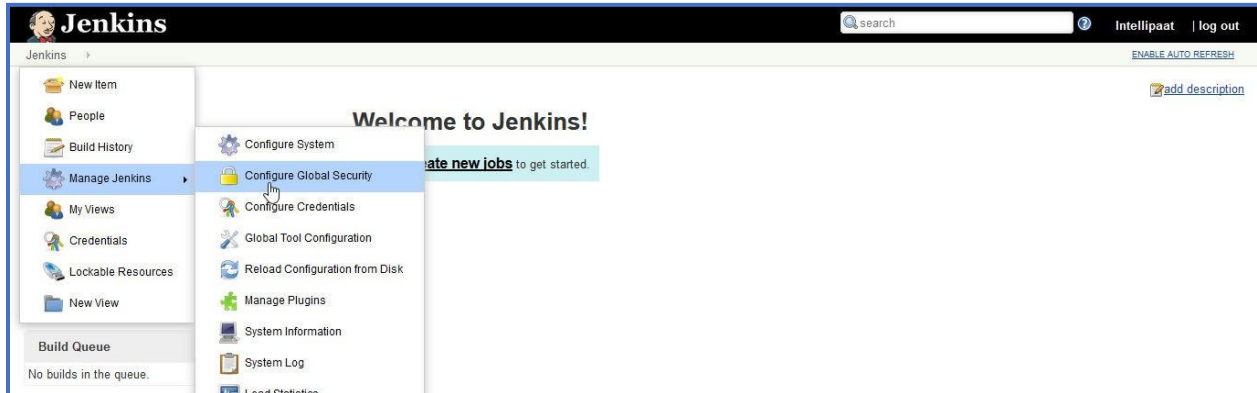 Jenkins
search
Intellipaat | log out
Jenkins
ENABLE AUTO REFRESH
New Item
People
Build History
Manage Jenkins
My Views
Credentials
Lockable Resources
New View
add description
Welcome to Jenkins!
eate new jobs to get started.
Configure System
Configure Global Security
Configure Credentials
Global Tool Configuration
Reload Configuration from Disk
Manage Plugins
System Information
System Log
Load Statistics
Build Queue
No builds in the queue.